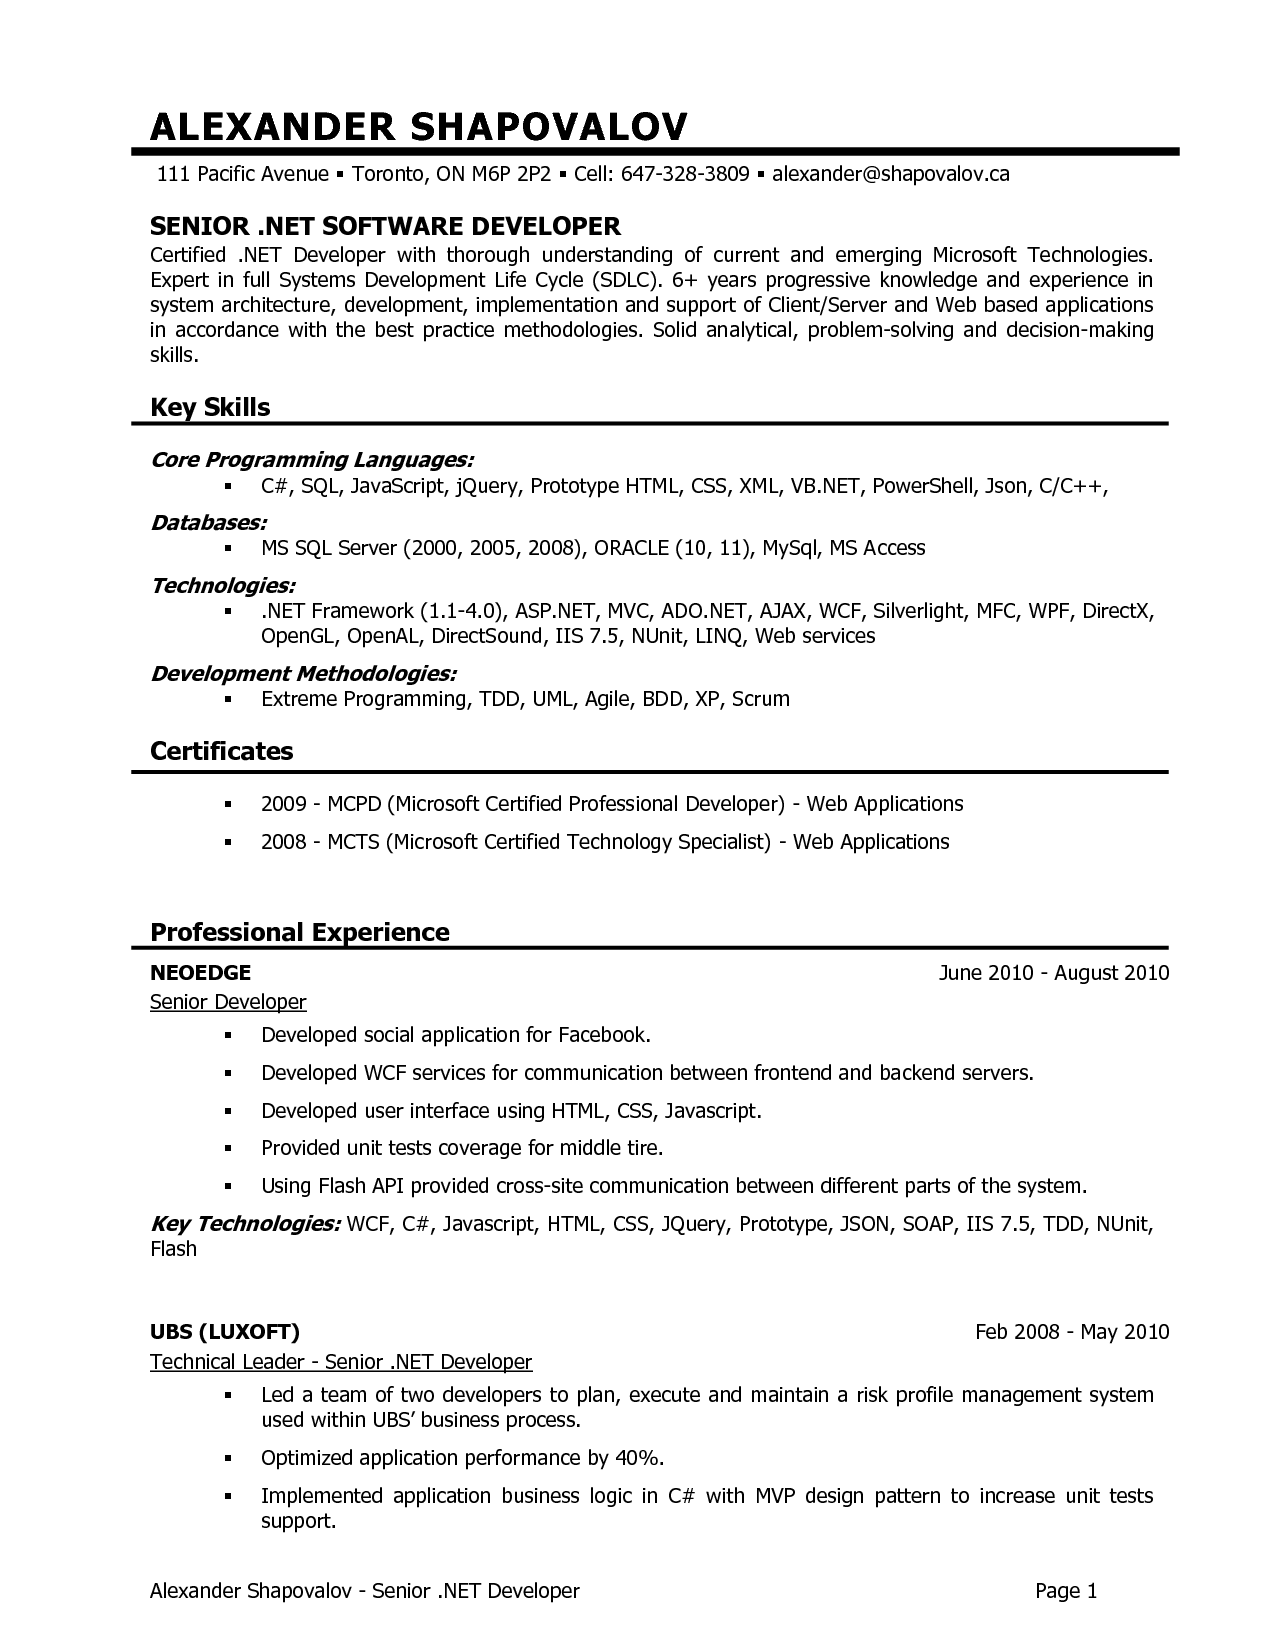 ALEXANDER SHAPOVALOV
111 Pacific Avenue ▪ Toronto, ON M6P 2P2 ▪ Cell: 647-328-3809 ▪ alexander@shapovalov.ca
SENIOR .NET SOFTWARE DEVELOPER
Certified .NET Developer with thorough understanding of current and emerging Microsoft Technologies.
Expert in full Systems Development Life Cycle (SDLC). 6+ years progressive knowledge and experience in
system architecture, development, implementation and support of Client/Server and Web based applications
in accordance with the best practice methodologies. Solid analytical, problem-solving and decision-making
skills.
Key Skills
Core Programming Languages:
▪ C#, SQL, JavaScript, jQuery, Prototype HTML, CSS, XML, VB.NET, PowerShell, Json, C/C++,
Databases:
▪ MS SQL Server (2000, 2005, 2008), ORACLE (10, 11), MySql, MS Access
Technologies:
▪ .NET Framework (1.1-4.0), ASP.NET, MVC, ADO.NET, AJAX, WCF, Silverlight, MFC, WPF, DirectX,
OpenGL, OpenAL, DirectSound, IIS 7.5, NUnit, LINQ, Web services
Development Methodologies:
▪ Extreme Programming, TDD, UML, Agile, BDD, XP, Scrum
Certificates
▪ 2009 - MCPD (Microsoft Certified Professional Developer) - Web Applications
▪ 2008 - MCTS (Microsoft Certified Technology Specialist) - Web Applications
Professional Experience
NEOEDGE June 2010 - August 2010
Senior Developer
▪ Developed social application for Facebook.
▪ Developed WCF services for communication between frontend and backend servers.
▪ Developed user interface using HTML, CSS, Javascript.
▪ Provided unit tests coverage for middle tire.
▪ Using Flash API provided cross-site communication between different parts of the system.
Key Technologies: WCF, C#, Javascript, HTML, CSS, JQuery, Prototype, JSON, SOAP, IIS 7.5, TDD, NUnit,
Flash
UBS (LUXOFT) Feb 2008 - May 2010
Technical Leader - Senior .NET Developer
▪ Led a team of two developers to plan, execute and maintain a risk profile management system
used within UBS’ business process.
▪ Optimized application performance by 40%.
▪ Implemented application business logic in C# with MVP design pattern to increase unit tests
support.
Alexander Shapovalov - Senior .NET Developer Page 1